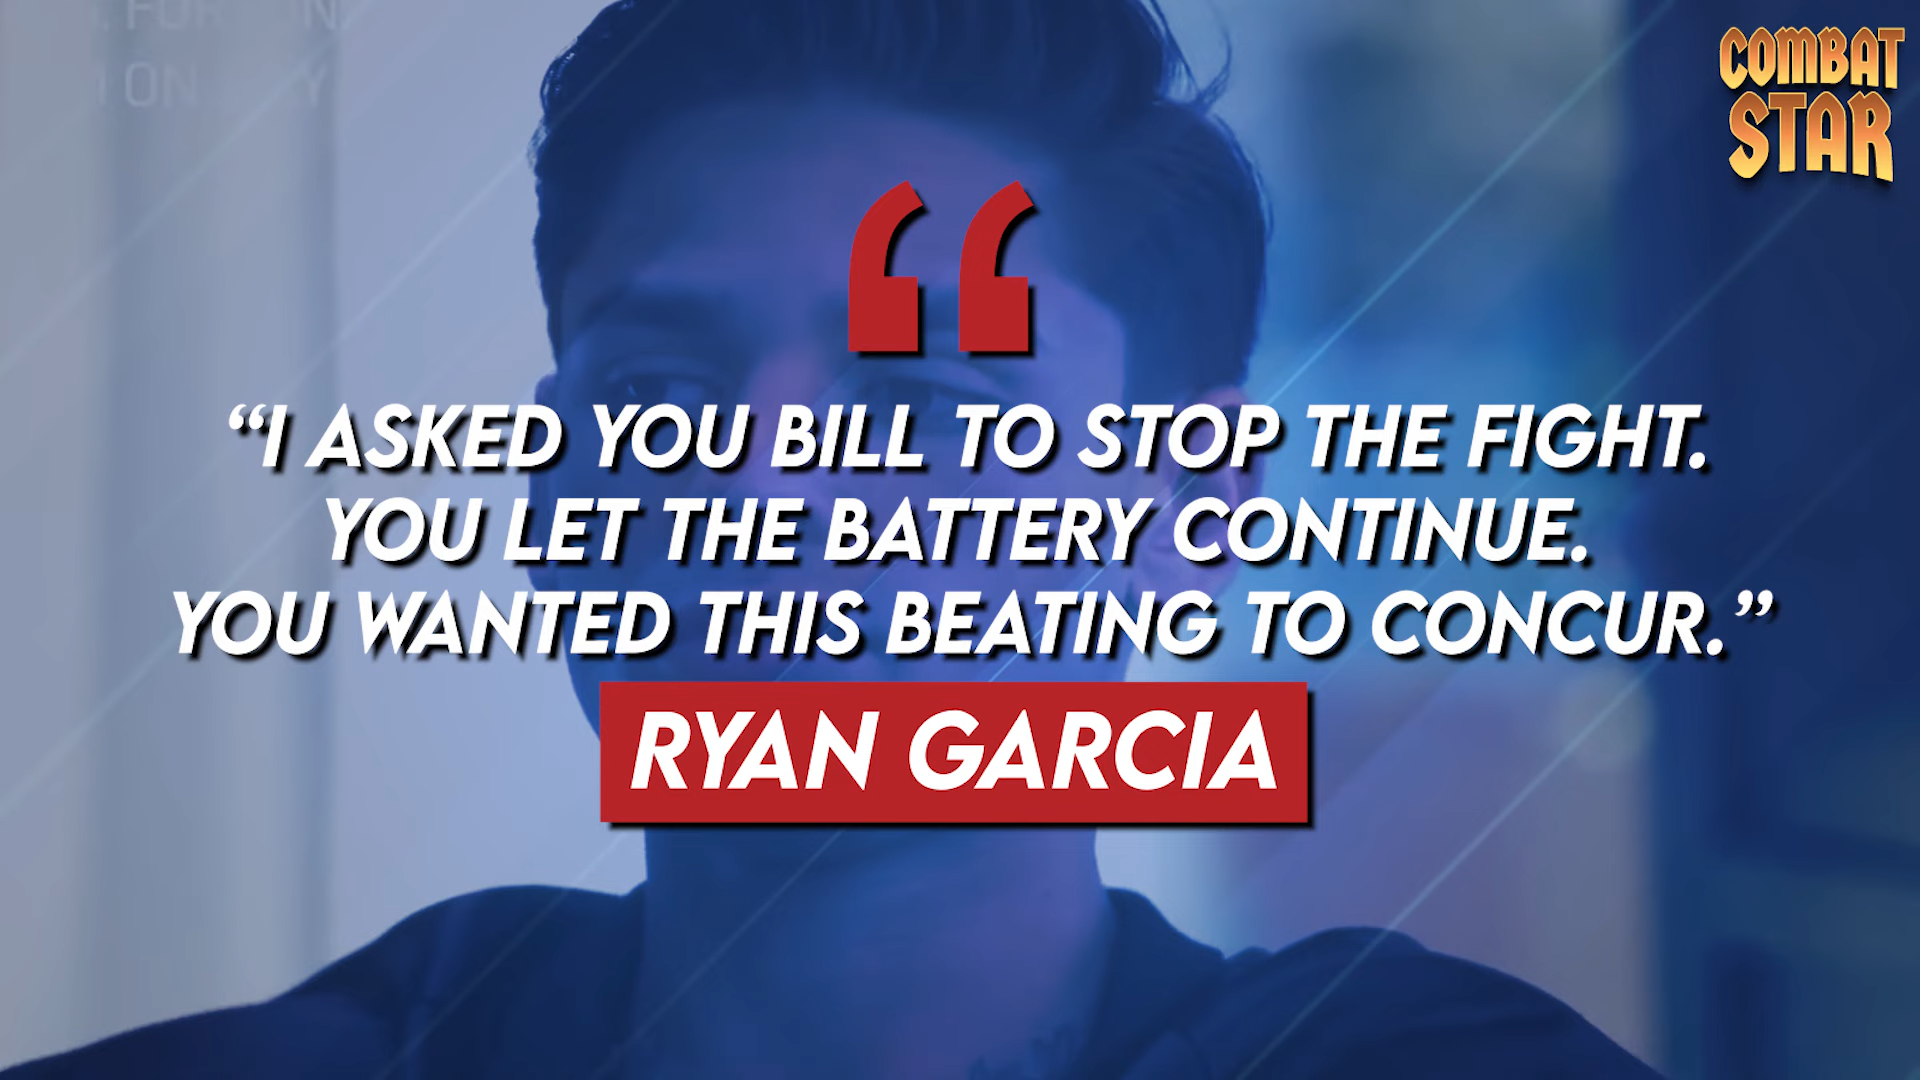 COMBAT
STAR
“I ASKED YOU BILL TO STOP THE FIGHT.
YOU LET THE BATTERY CONTINUE.
YOU WANTED THIS BEATING TO CONCUR.”
RYAN GARCIA